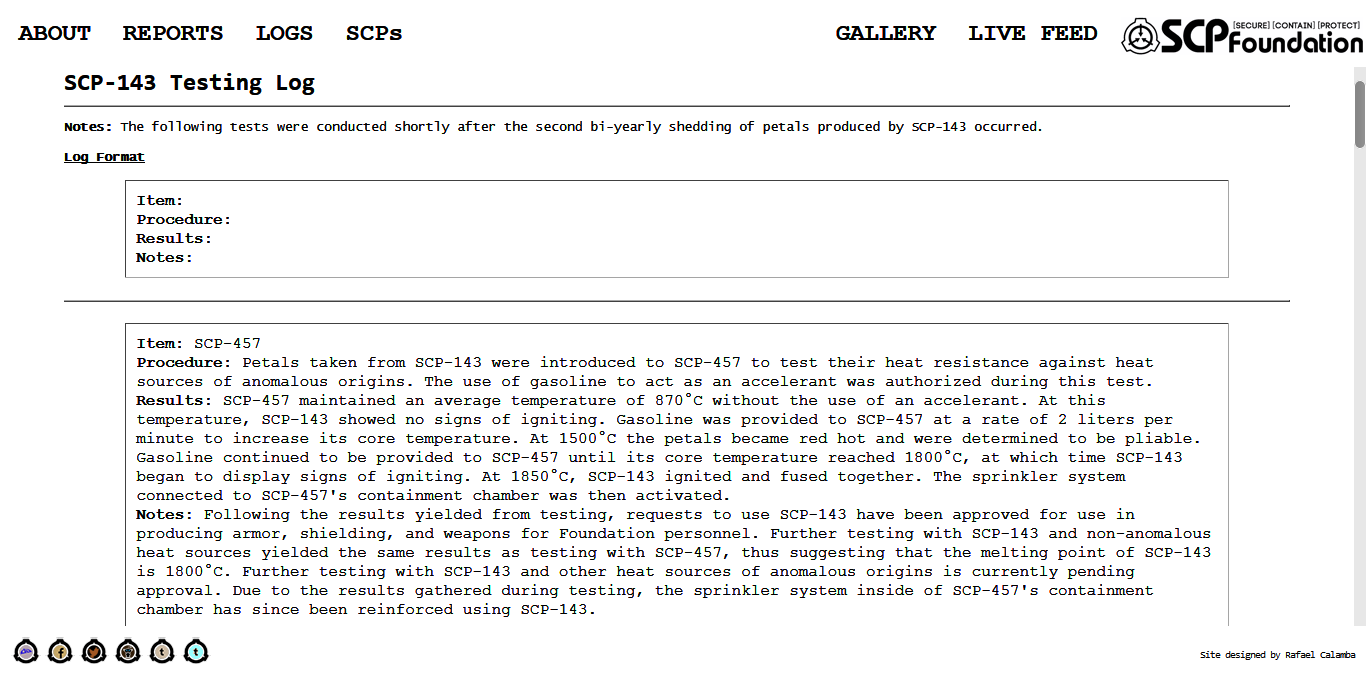 ABOUT REPORTS LOGS SCPs GALLERY LIVE FEED [SECURE] [CONTAIN] [PROTECT]
SCP Foundation
SCP-143 Testing Log
Notes: The following tests were conducted shortly after the second bi-yearly shedding of petals produced by SCP-143 occurred.
Log Format
Item:
Procedure:
Results:
Notes:
Item: SCP-457
Procedure: Petals taken from SCP-143 were introduced to SCP-457 to test their heat resistance against heat
sources of anomalous origins. The use of gasoline to act as an accelerant was authorized during this test.
Results: SCP-457 maintained an average temperature of 870°C without the use of an accelerant. At this
temperature, SCP-143 showed no signs of igniting. Gasoline was provided to SCP-457 at a rate of 2 liters per
minute to increase its core temperature. At 1500°C the petals became red hot and were determined to be pliable.
Gasoline continued to be provided to SCP-457 until its core temperature reached 1800°C, at which time SCP-143
began to display signs of igniting. At 1850°C, SCP-143 ignited and fused together. The sprinkler system
connected to SCP-457's containment chamber was then activated.
Notes: Following the results yielded from testing, requests to use SCP-143 have been approved for use in
producing armor, shielding, and weapons for Foundation personnel. Further testing with SCP-143 and non-anomalous
heat sources yielded the same results as testing with SCP-457, thus suggesting that the melting point of SCP-143
is 1800°C. Further testing with SCP-143 and other heat sources of anomalous origins is currently pending
approval. Due to the results gathered during testing, the sprinkler system inside of SCP-457's containment
chamber has since been reinforced using SCP-143.
Site designed by Rafael Calamba